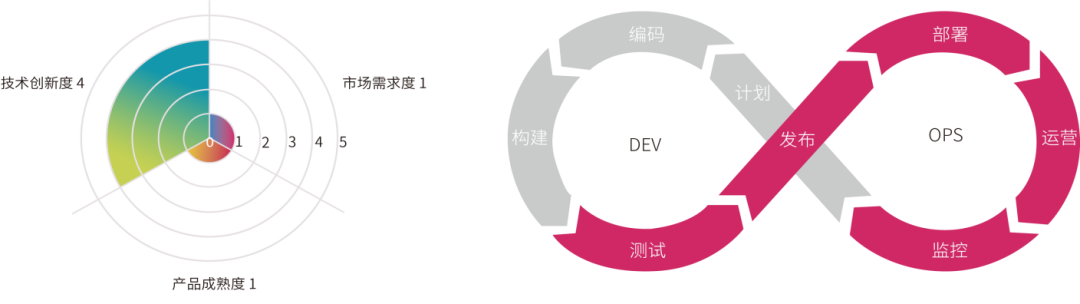 技术创新度 4
市场需求度 1
0
1
2
3
4
5
产品成熟度 1
编码
计划
构建
DEV
测试
发布
部署
OPS
运营
监控